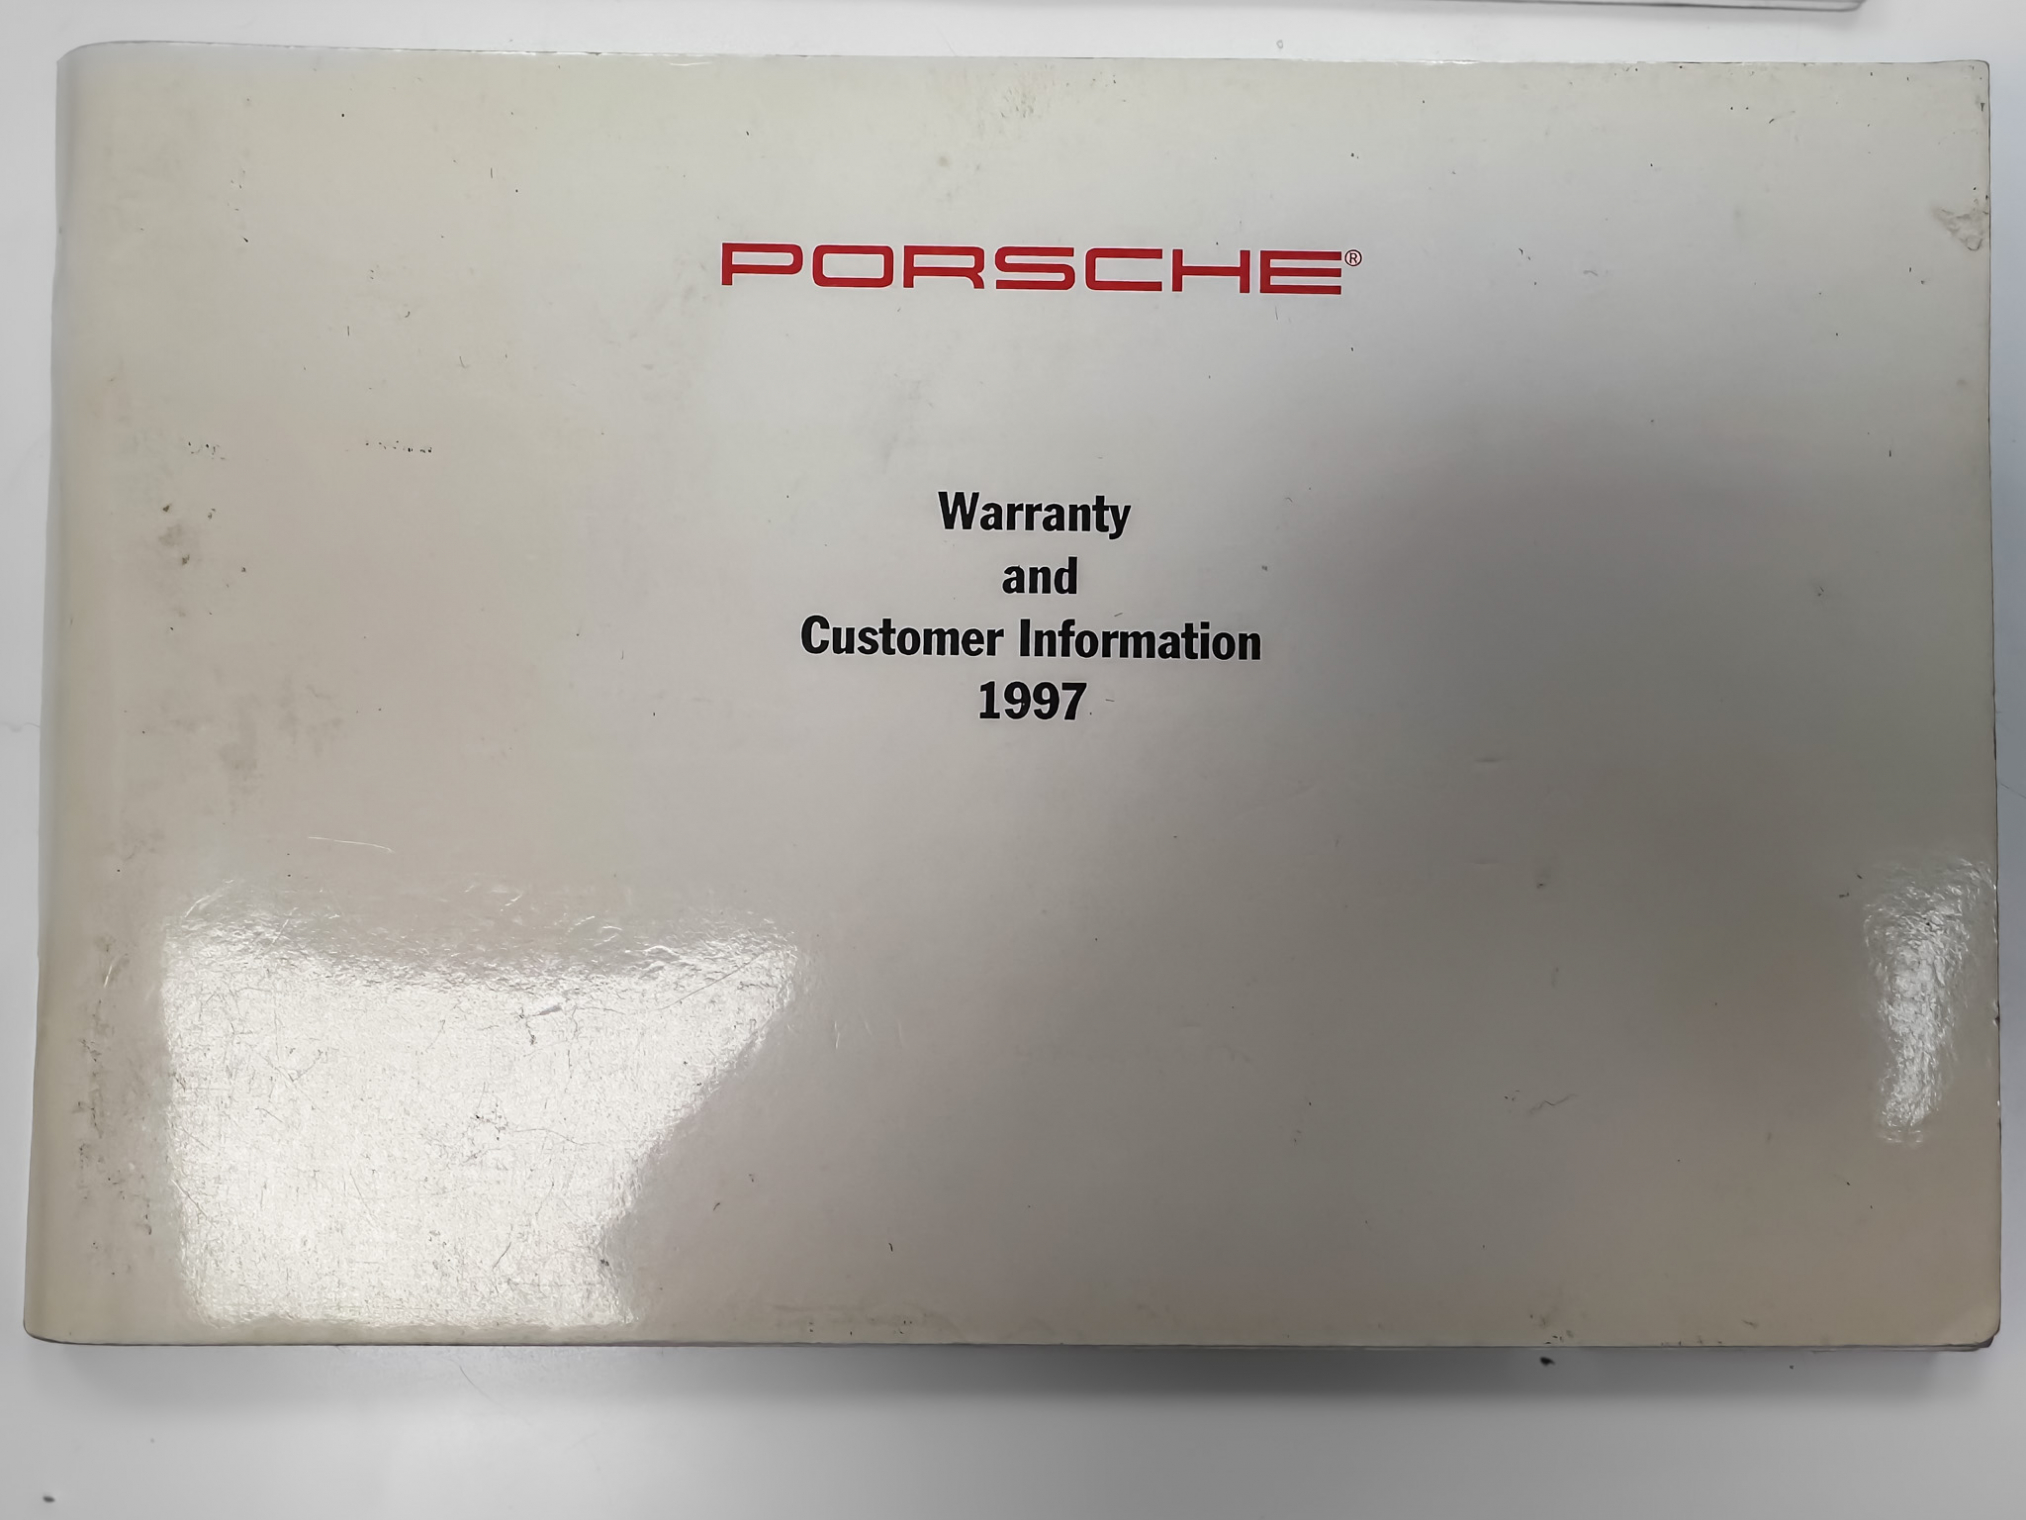 PORSCHE®
Warranty
and
Customer Information
1997